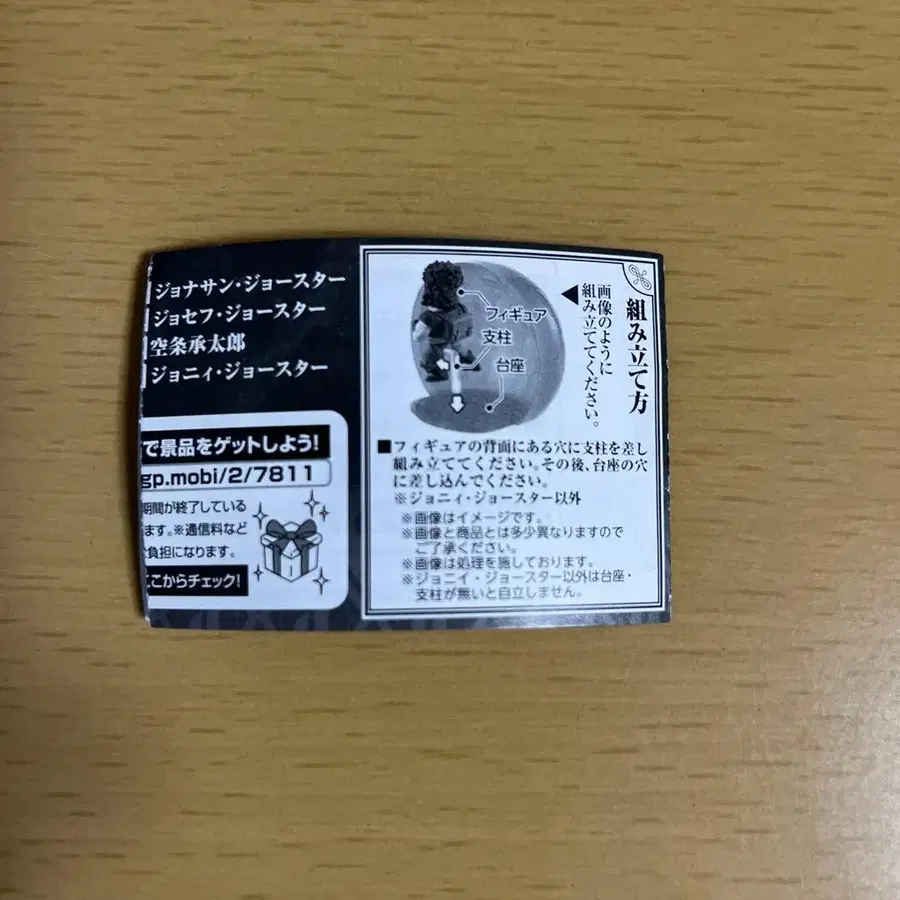 ジョナサン・ジョースター
ジョセフ・ジョースター
空条承太郎
ジョニィ・ジョースター
で景品をゲットしよう!
gp.mobi/2/7811
期間が終了している
ます。※通信料など
負担になります。
ここからチェック!
組み立て方
◀画像のように
組み立ててください。
フィギュア
支柱
台座
■フィギュアの背面にある穴に支柱を差し
組み立ててください。その後、台座の穴
に差し込んでください。
※ジョニィ・ジョースター以外
※画像はイメージです。
※画像と商品とは多少異なりますので
ご了承ください。
※画像は処理を施しております。
※ジョニイ・ジョースター以外は台座・
支柱が無いと自立しません。